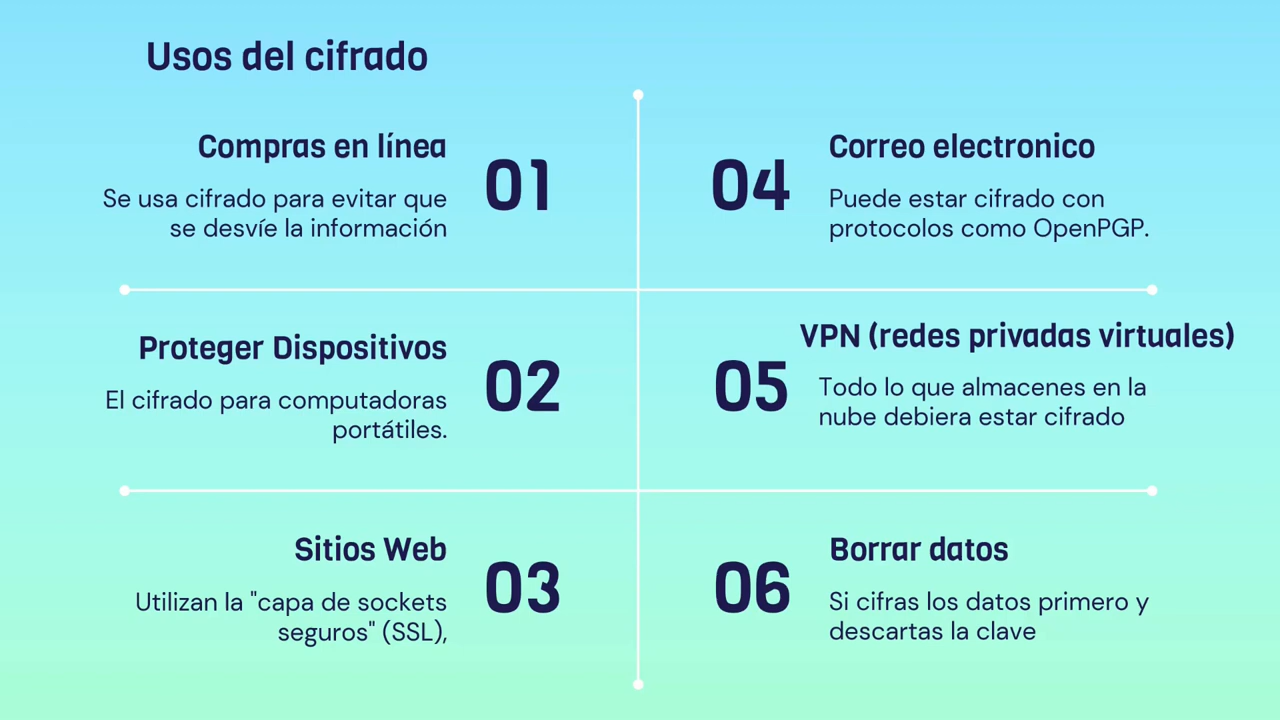 Usos del cifrado
Compras en línea
01
Se usa cifrado para evitar que
se desvíe la información
Proteger Dispositivos
02
El cifrado para computadoras
portátiles.
Sitios Web
03
Utilizan la "capa de sockets
seguros" (SSL),
04
Correo electronico
Puede estar cifrado con
protocolos como OpenPGP.
VPN (redes privadas virtuales)
05
Todo lo que almacenes en la
nube debiera estar cifrado
06
Borrar datos
Si cifras los datos primero y
descartas la clave